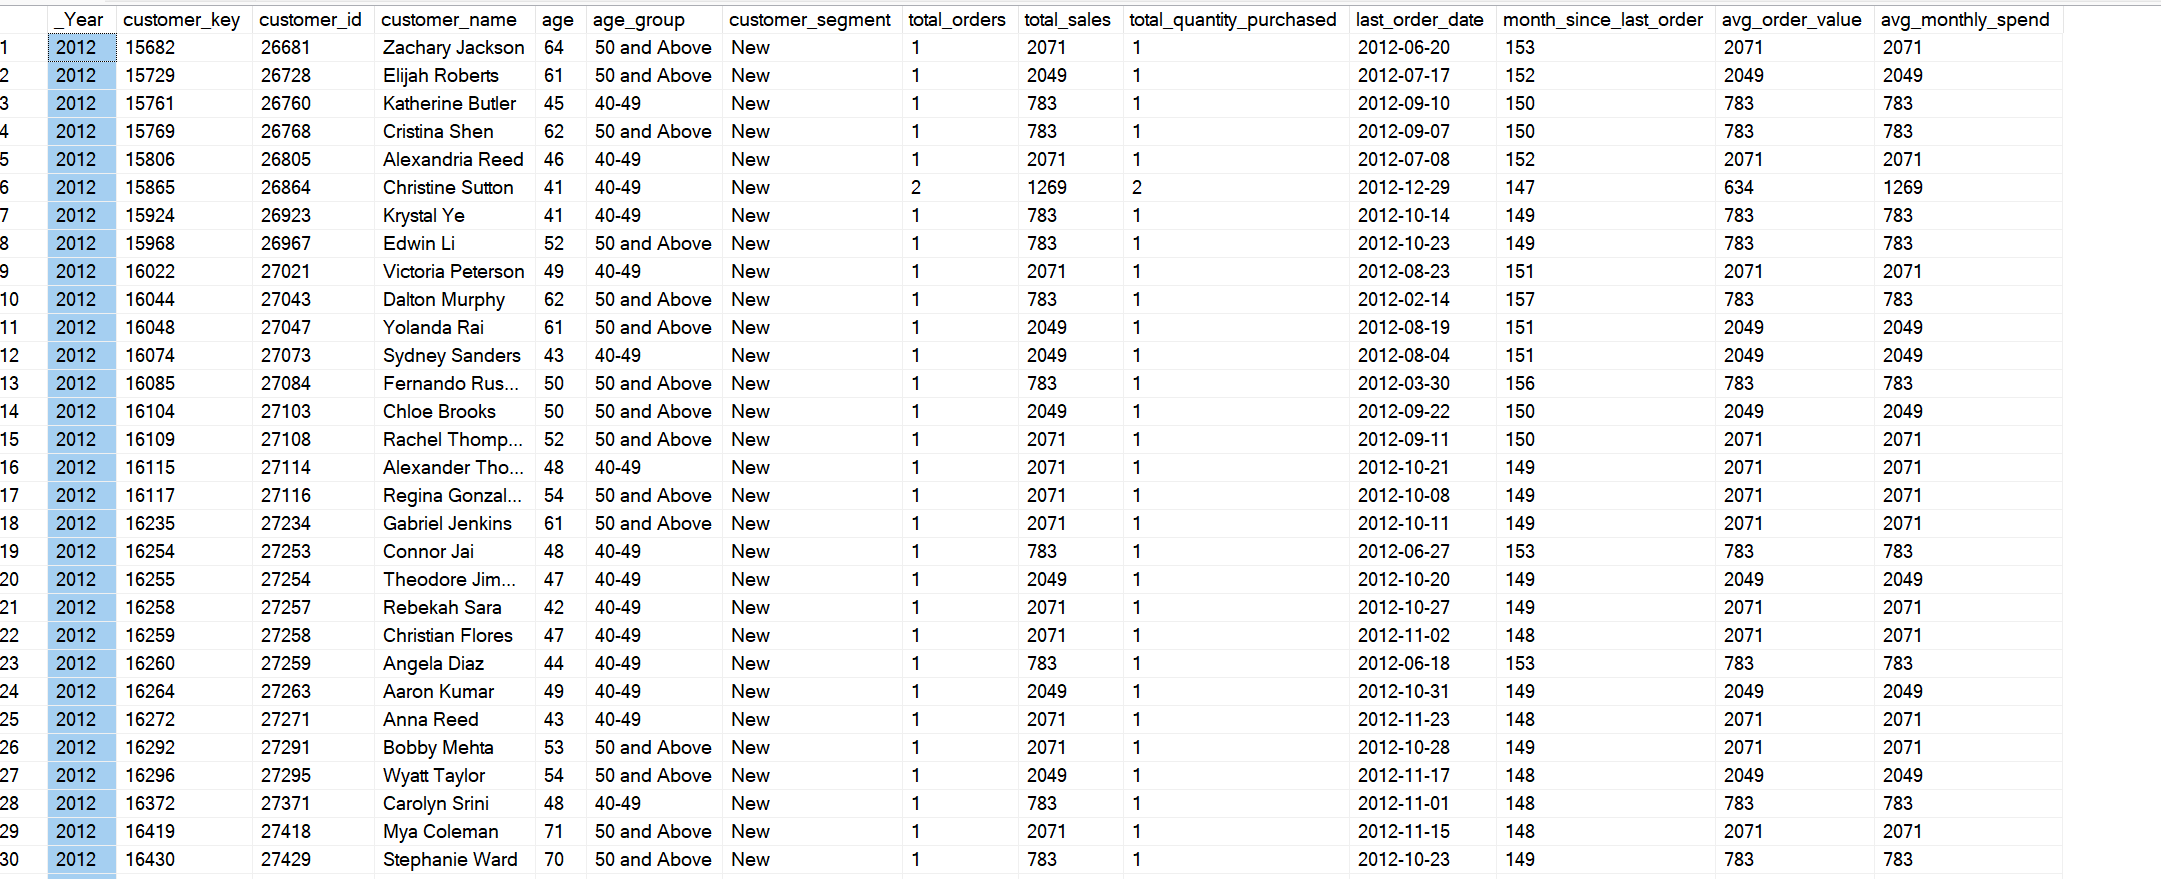 _Year customer_key customer_id customer_name age age_group customer_segment total_orders total_sales total_quantity_purchased last_order_date month_since_last_order avg_order_value avg_monthly_spend
1 2012 15682 26681 Zachary Jackson 64 50 and Above New 1 2071 1 2012-06-20 153 2071 2071
2 2012 15729 26728 Elijah Roberts 61 50 and Above New 1 2049 1 2012-07-17 152 2049 2049
3 2012 15761 26760 Katherine Butler 45 40-49 New 1 783 1 2012-09-10 150 783 783
4 2012 15769 26768 Cristina Shen 62 50 and Above New 1 783 1 2012-09-07 150 783 783
5 2012 15806 26805 Alexandria Reed 46 40-49 New 1 2071 1 2012-07-08 152 2071 2071
6 2012 15865 26864 Christine Sutton 41 40-49 New 2 1269 2 2012-12-29 147 634 1269
7 2012 15924 26923 Krystal Ye 41 40-49 New 1 783 1 2012-10-14 149 783 783
8 2012 15968 26967 Edwin Li 52 50 and Above New 1 783 1 2012-10-23 149 783 783
9 2012 16022 27021 Victoria Peterson 49 40-49 New 1 2071 1 2012-08-23 151 2071 2071
10 2012 16044 27043 Dalton Murphy 62 50 and Above New 1 783 1 2012-02-14 157 783 783
11 2012 16048 27047 Yolanda Rai 61 50 and Above New 1 2049 1 2012-08-19 151 2049 2049
12 2012 16074 27073 Sydney Sanders 43 40-49 New 1 2049 1 2012-08-04 151 2049 2049
13 2012 16085 27084 Fernando Rus... 50 50 and Above New 1 783 1 2012-03-30 156 783 783
14 2012 16104 27103 Chloe Brooks 50 50 and Above New 1 2049 1 2012-09-22 150 2049 2049
15 2012 16109 27108 Rachel Thomp... 52 50 and Above New 1 2071 1 2012-09-11 150 2071 2071
16 2012 16115 27114 Alexander Tho... 48 40-49 New 1 2071 1 2012-10-21 149 2071 2071
17 2012 16117 27116 Regina Gonzal... 54 50 and Above New 1 2071 1 2012-10-08 149 2071 2071
18 2012 16235 27234 Gabriel Jenkins 61 50 and Above New 1 2071 1 2012-10-11 149 2071 2071
19 2012 16254 27253 Connor Jai 48 40-49 New 1 783 1 2012-06-27 153 783 783
20 2012 16255 27254 Theodore Jim... 47 40-49 New 1 2049 1 2012-10-20 149 2049 2049
21 2012 16258 27257 Rebekah Sara 42 40-49 New 1 2071 1 2012-10-27 149 2071 2071
22 2012 16259 27258 Christian Flores 47 40-49 New 1 2071 1 2012-11-02 148 2071 2071
23 2012 16260 27259 Angela Diaz 44 40-49 New 1 783 1 2012-06-18 153 783 783
24 2012 16264 27263 Aaron Kumar 49 40-49 New 1 2049 1 2012-10-31 149 2049 2049
25 2012 16272 27271 Anna Reed 43 40-49 New 1 2071 1 2012-11-23 148 2071 2071
26 2012 16292 27291 Bobby Mehta 53 50 and Above New 1 2071 1 2012-10-28 149 2071 2071
27 2012 16296 27295 Wyatt Taylor 54 50 and Above New 1 2049 1 2012-11-17 148 2049 2049
28 2012 16372 27371 Carolyn Srini 48 40-49 New 1 783 1 2012-11-01 148 783 783
29 2012 16419 27418 Mya Coleman 71 50 and Above New 1 2071 1 2012-11-15 148 2071 2071
30 2012 16430 27429 Stephanie Ward 70 50 and Above New 1 783 1 2012-10-23 149 783 783